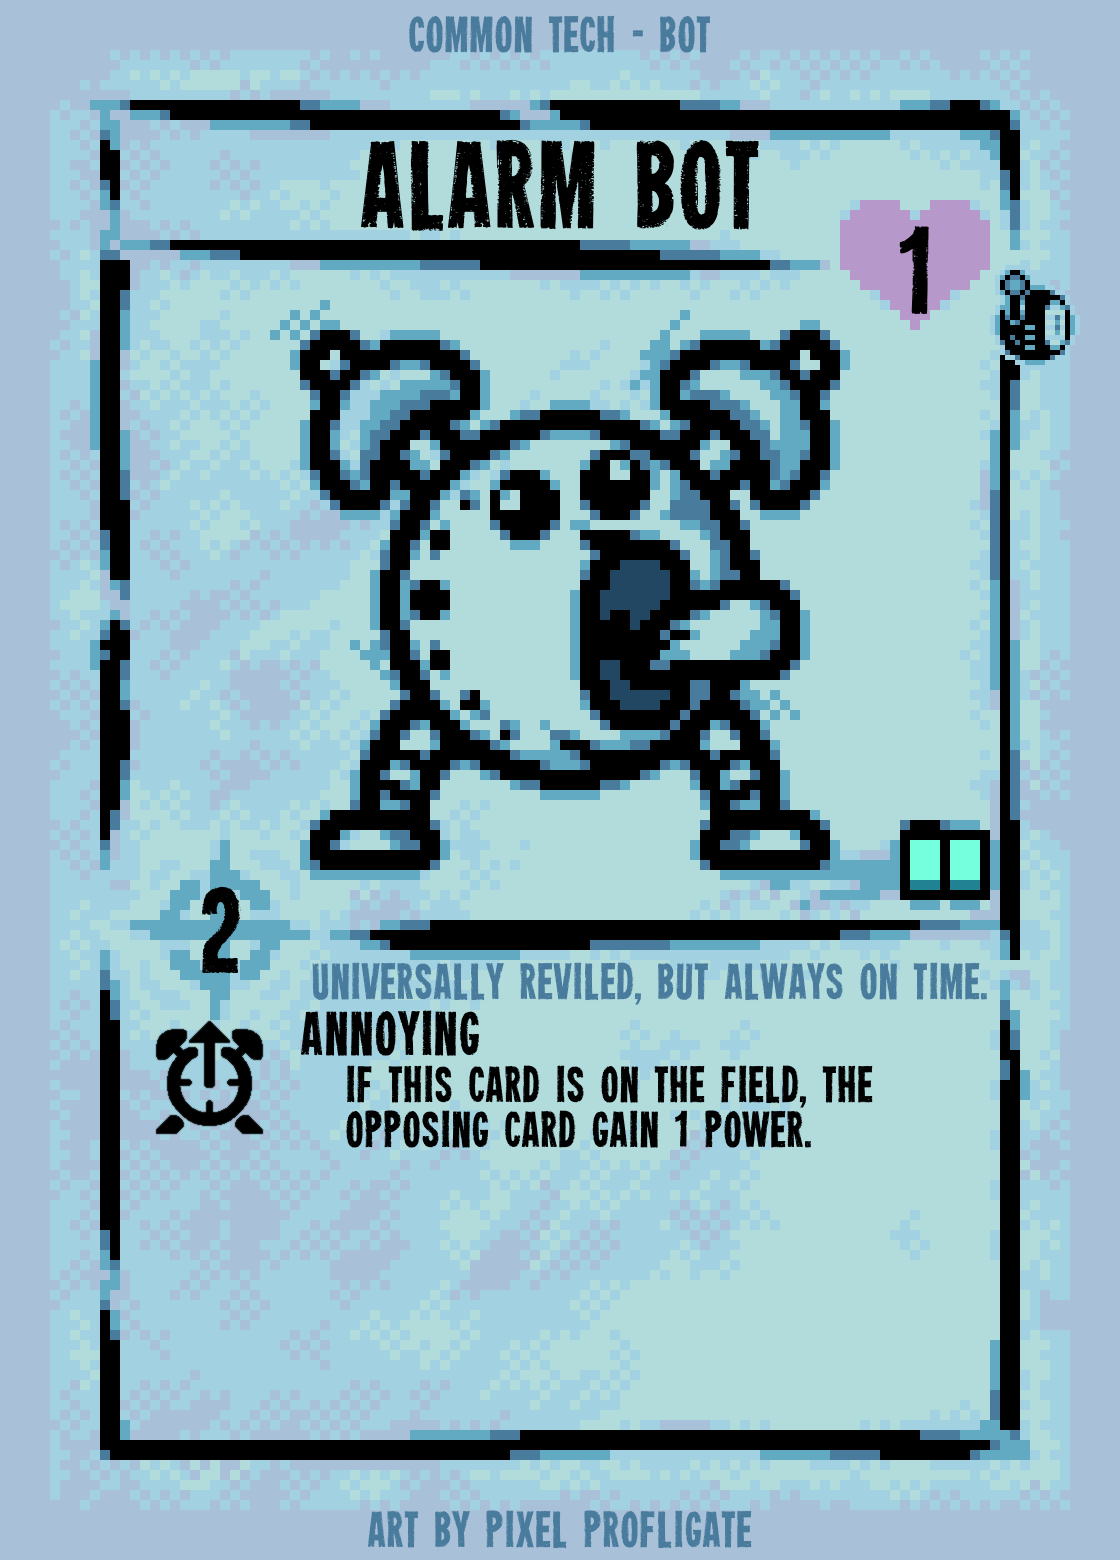 COMMON TECH - BOT
ALARM BOT
1
2
UNIVERSALLY REVILED, BUT ALWAYS ON TIME.
ANNOYING
IF THIS CARD IS ON THE FIELD, THE
OPPOSING CARD GAIN 1 POWER.
ART BY PIXEL PROFLIGATE